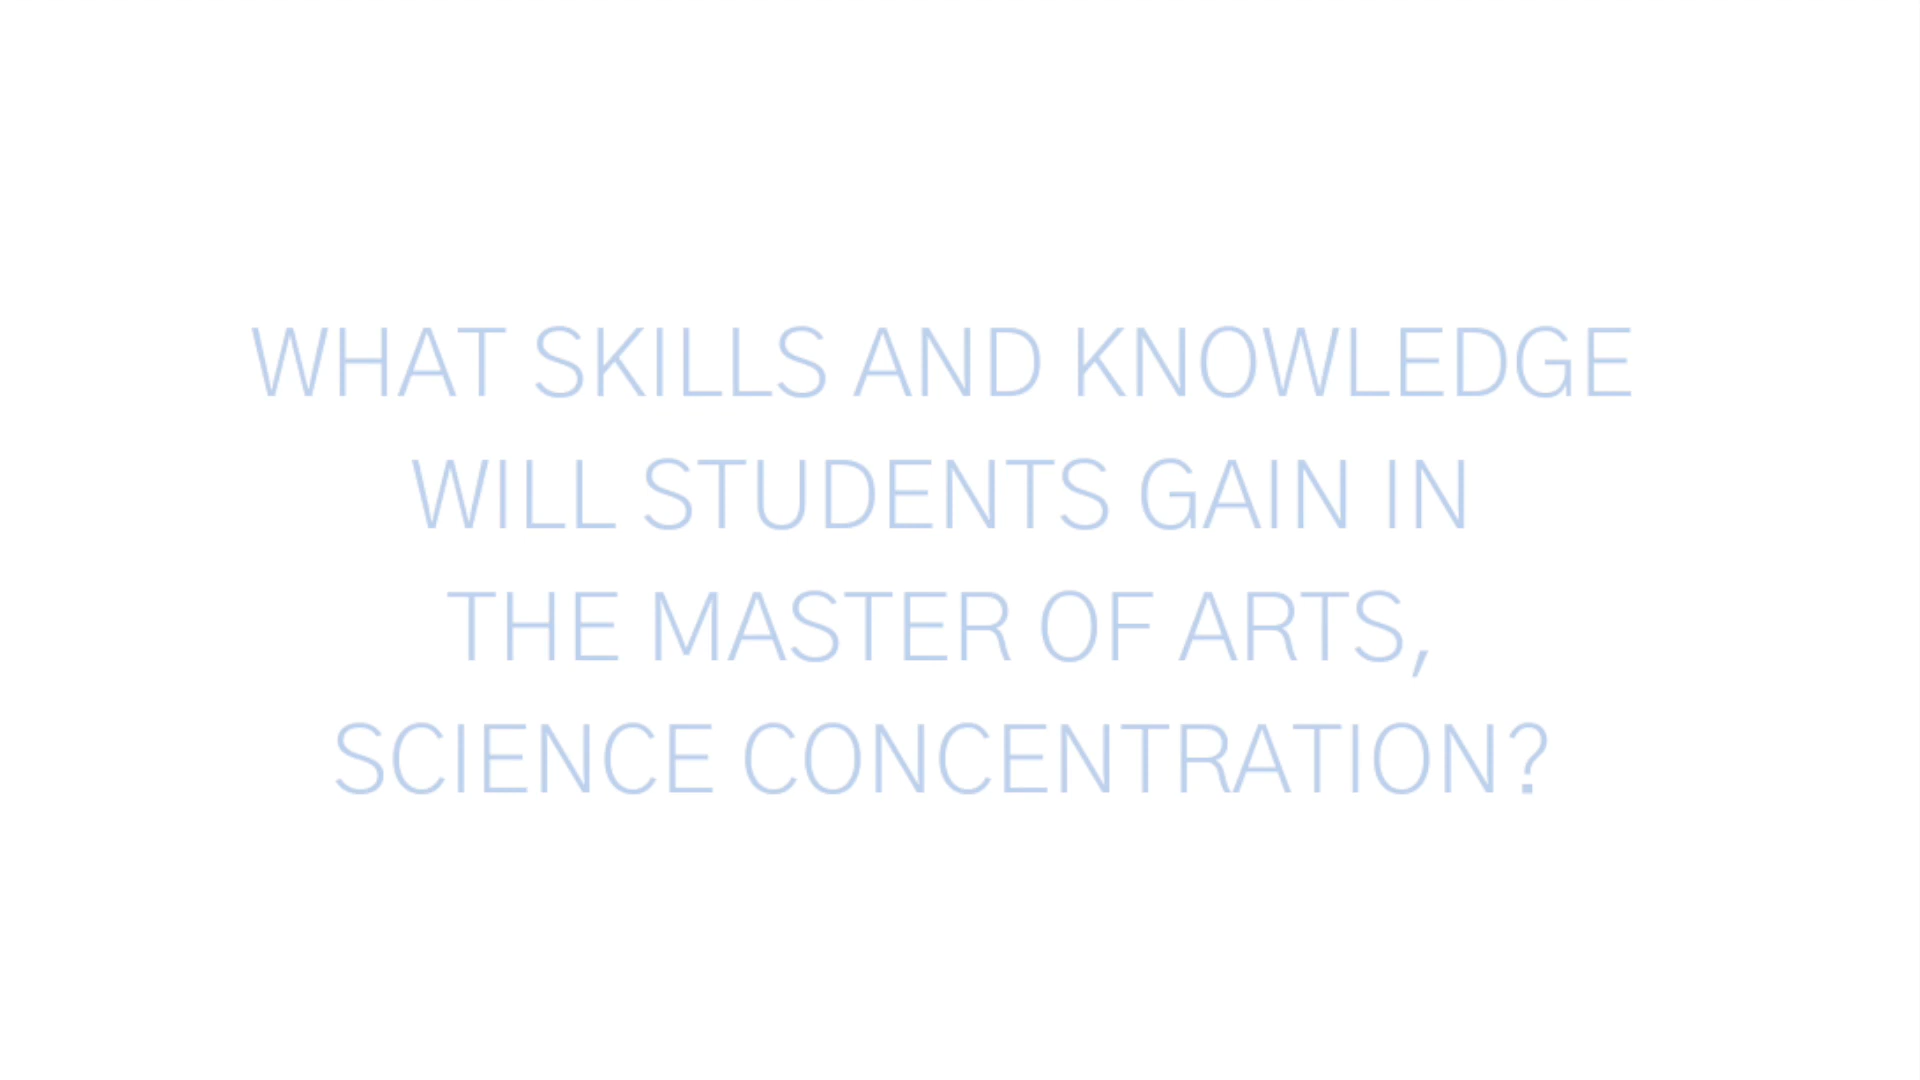 WHAT SKILLS AND KNOWLEDGE
WILL STUDENTS GAIN IN
THE MASTER OF ARTS,
SCIENCE CONCENTRATION?